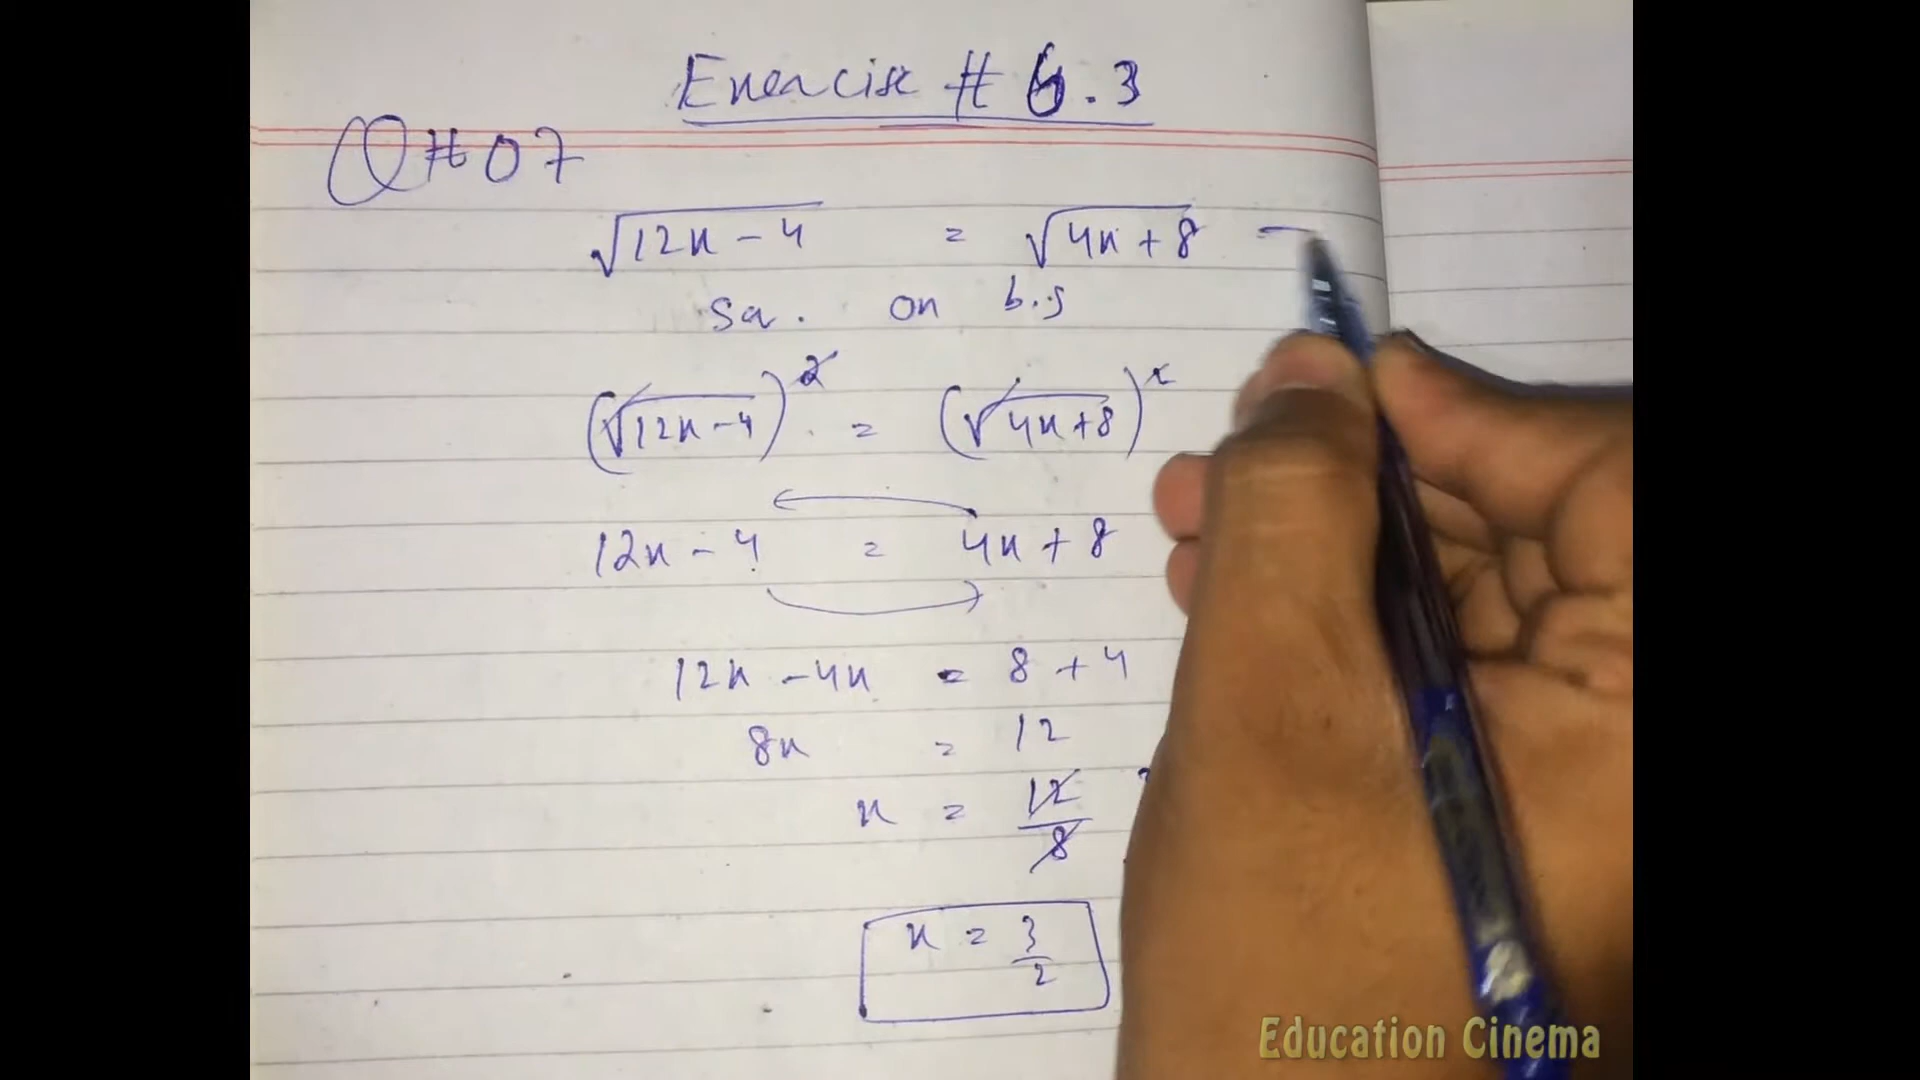 Exercise # 6.3
Q # 07
√(12x - 4) = √(4x + 8) —
Sq. on b.s
(√(12x - 4))² = (√(4x + 8))²
12x - 4 = 4x + 8
12x - 4x = 8 + 4
8x = 12
x = 12/8
x = 3/2
Education Cinema